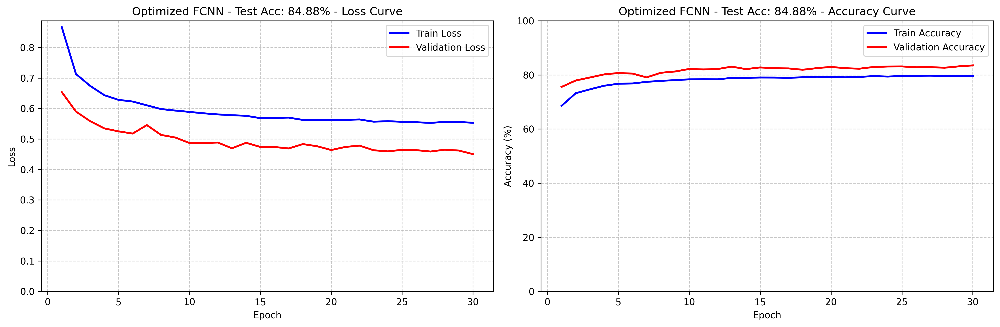 Optimized FCNN - Test Acc: 84.88% - Loss Curve
Train Loss
Validation Loss
0.8
0.7
0.6
0.5
0.4
0.3
0.2
0.1
0.0
Loss
0 5 10 15 20 25 30
Epoch
Optimized FCNN - Test Acc: 84.88% - Accuracy Curve
Train Accuracy
Validation Accuracy
100
80
60
40
20
0
Accuracy (%)
0 5 10 15 20 25 30
Epoch